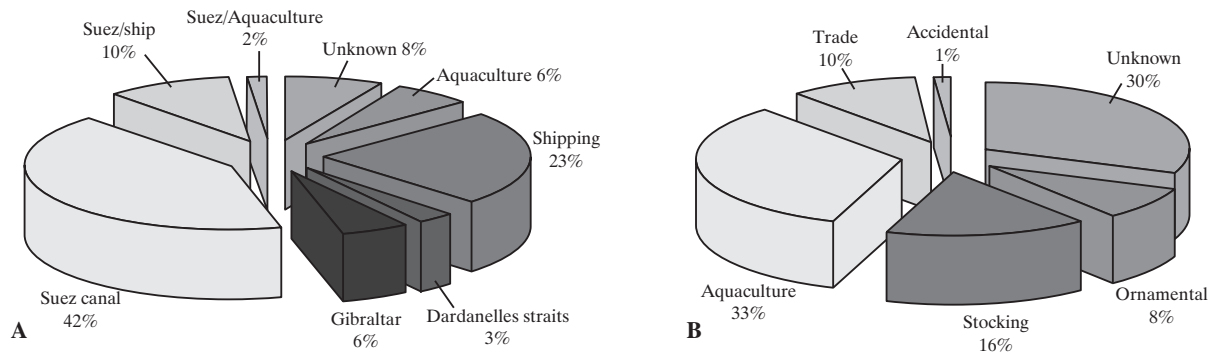 Suez/ship
10%
Suez/Aquaculture
2%
Unknown 8%
Aquaculture 6%
Shipping
23%
Dardanelles straits
3%
Gibraltar
6%
Suez canal
42%
A
Trade
10%
Accidental
1%
Unknown
30%
Ornamental
8%
Stocking
16%
Aquaculture
33%
B